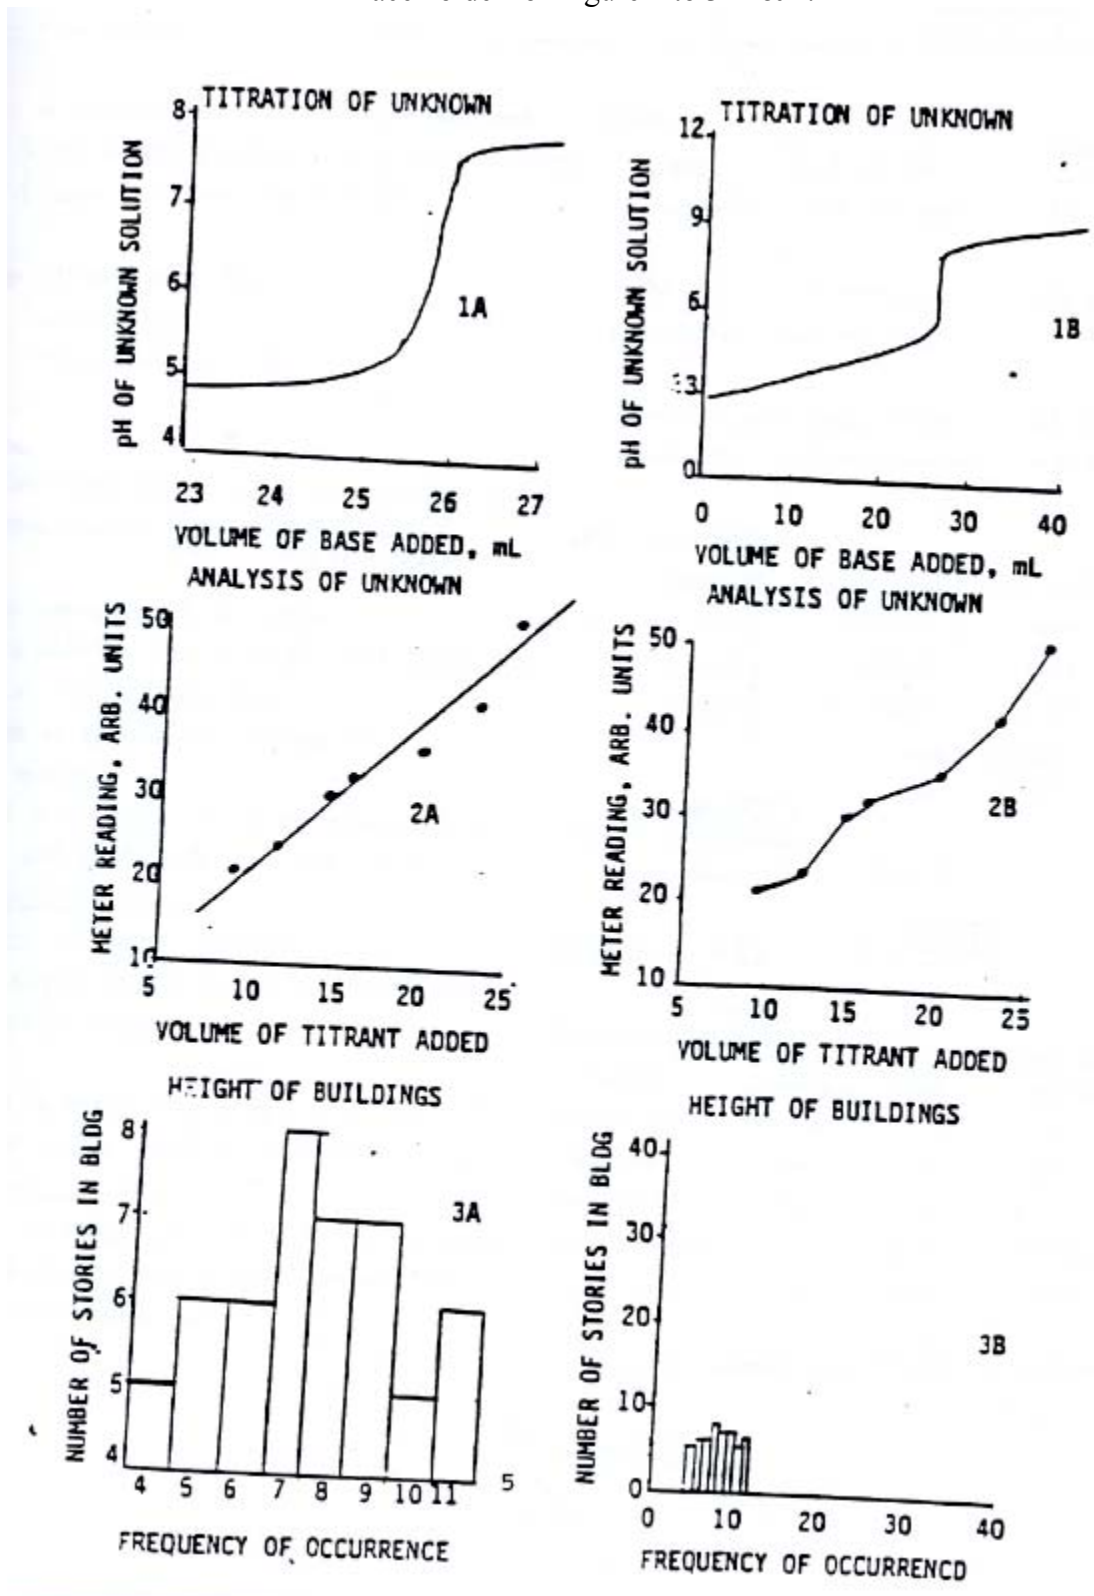 TITRATION OF UNKNOWN
8
7
6
5
4
pH OF UNKNOWN SOLUTION
1A
23 24 25 26 27
VOLUME OF BASE ADDED, mL
TITRATION OF UNKNOWN
12
9
6
3
0
pH OF UNKNOWN SOLUTION
1B
0 10 20 30 40
VOLUME OF BASE ADDED, mL
ANALYSIS OF UNKNOWN
50
40
30
20
10
METER READING, ARB. UNITS
2A
5 10 15 20 25
VOLUME OF TITRANT ADDED
ANALYSIS OF UNKNOWN
50
40
30
20
10
METER READING, ARB. UNITS
2B
5 10 15 20 25
VOLUME OF TITRANT ADDED
HEIGHT OF BUILDINGS
8
7
6
5
4
NUMBER OF STORIES IN BLDG
3A
4 5 6 7 8 9 10 11 5
FREQUENCY OF OCCURRENCE
HEIGHT OF BUILDINGS
40
30
20
10
0
NUMBER OF STORIES IN BLDG
3B
0 10 20 30 40
FREQUENCY OF OCCURRENCD